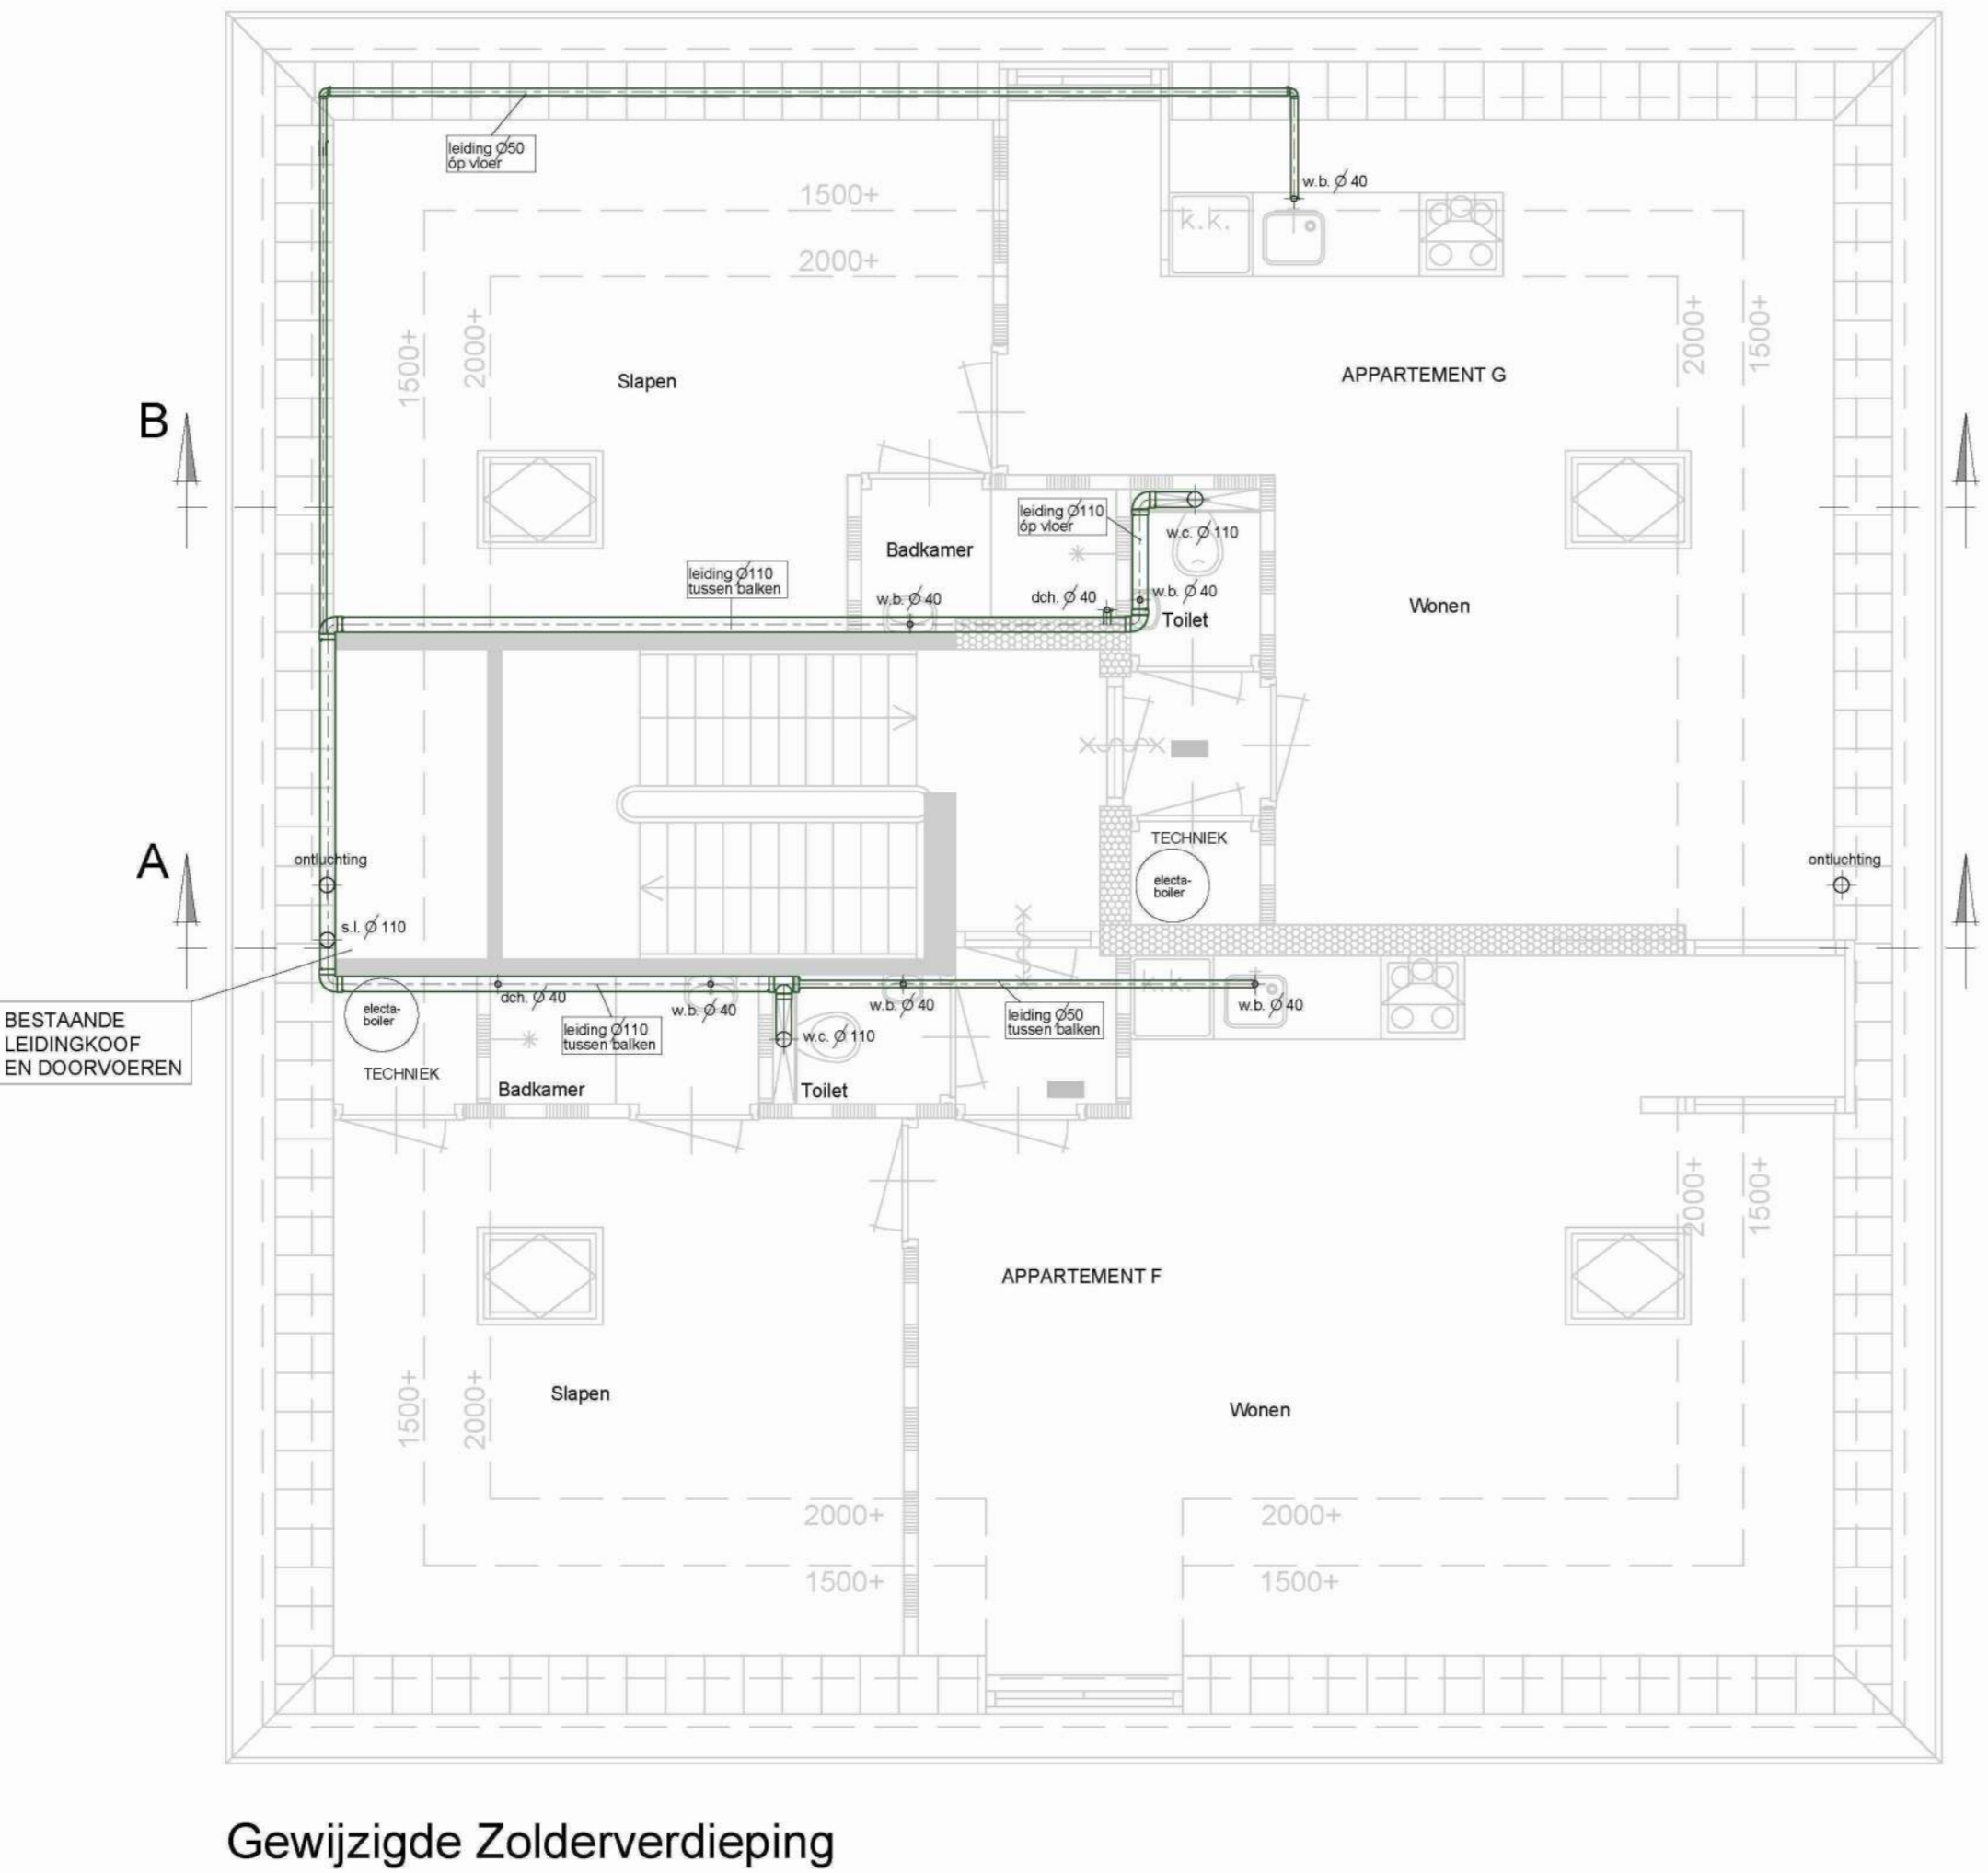 leiding Ø50
óp vloer
w.b. Ø 40
1500+
k.k.
2000+
1500+
2000+
2000+
1500+
Slapen
APPARTEMENT G
B
leiding Ø110
óp vloer
w.c. Ø 110
Badkamer
leiding Ø110
tussen balken
w.b. Ø 40
dch. Ø 40
w.b. Ø 40
Toilet
Wonen
A
TECHNIEK
electa-
boiler
ontluchting
ontluchting
s.l. Ø 110
BESTAANDE
LEIDINGKOOF
EN DOORVOEREN
electa-
boiler
TECHNIEK
dch. Ø 40
leiding Ø110
tussen balken
w.b. Ø 40
Badkamer
w.c. Ø 110
Toilet
w.b. Ø 40
leiding Ø50
tussen balken
k.k.
w.b. Ø 40
2000+
1500+
APPARTEMENT F
1500+
2000+
Slapen
Wonen
2000+
2000+
1500+
1500+
Gewijzigde Zolderverdieping